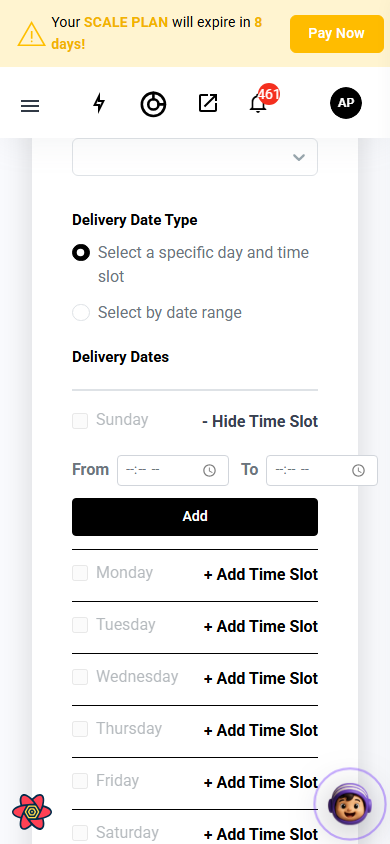 Your SCALE PLAN will expire in 8
days!
Pay Now
461
AP
Delivery Date Type
Select a specific day and time
slot
Select by date range
Delivery Dates
Sunday - Hide Time Slot
From --:-- -- To --:-- --
Add
Monday + Add Time Slot
Tuesday + Add Time Slot
Wednesday + Add Time Slot
Thursday + Add Time Slot
Friday + Add Time Slot
Saturday + Add Time Slot